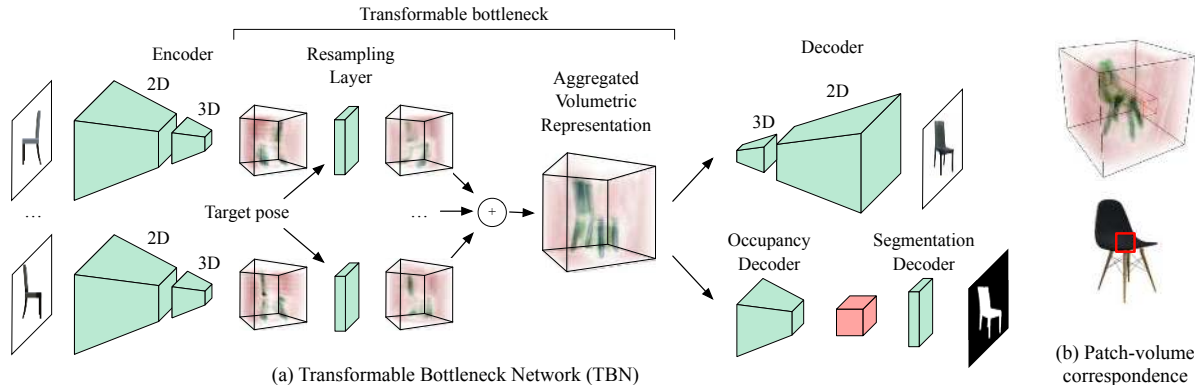 Transformable bottleneck
Encoder
Resampling
Layer
2D
3D
Aggregated
Volumetric
Representation
Decoder
2D
3D
...
Target pose
...
+
2D
3D
Occupancy
Decoder
Segmentation
Decoder
(a) Transformable Bottleneck Network (TBN)
(b) Patch-volume
correspondence